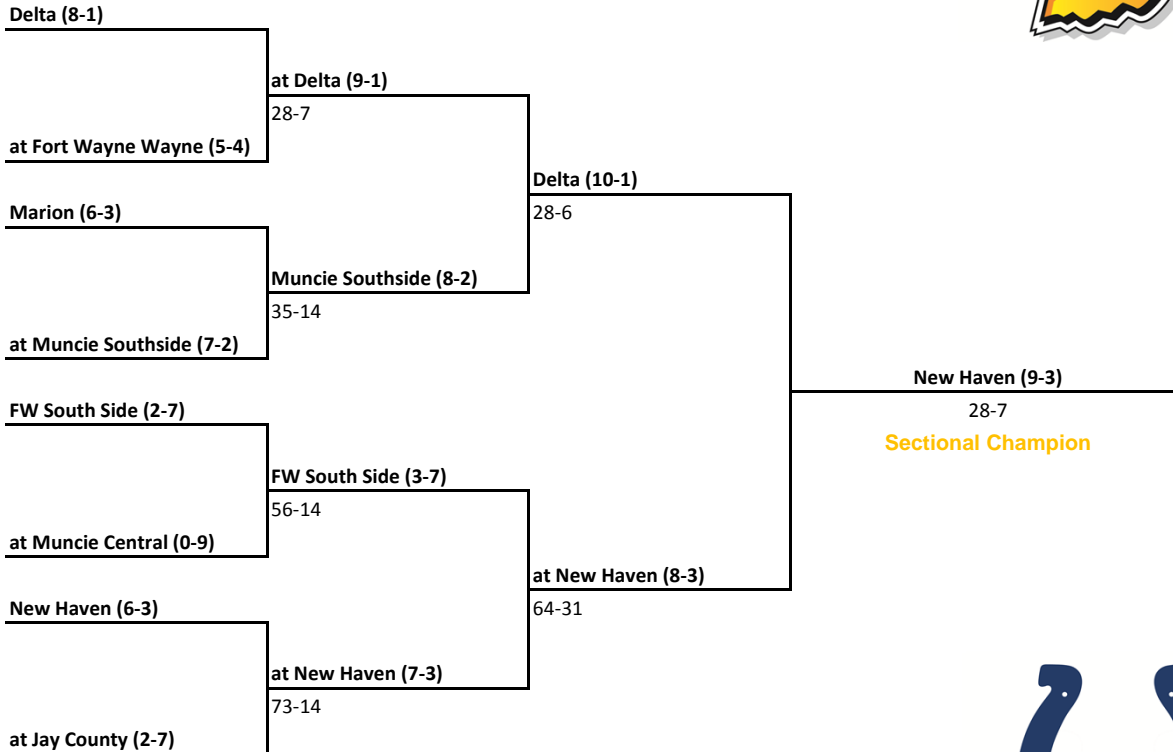 Delta (8-1)
at Delta (9-1)
28-7
at Fort Wayne Wayne (5-4)
Delta (10-1)
28-6
Marion (6-3)
Muncie Southside (8-2)
35-14
at Muncie Southside (7-2)
New Haven (9-3)
28-7
Sectional Champion
FW South Side (2-7)
FW South Side (3-7)
56-14
at Muncie Central (0-9)
at New Haven (8-3)
64-31
New Haven (6-3)
at New Haven (7-3)
73-14
at Jay County (2-7)